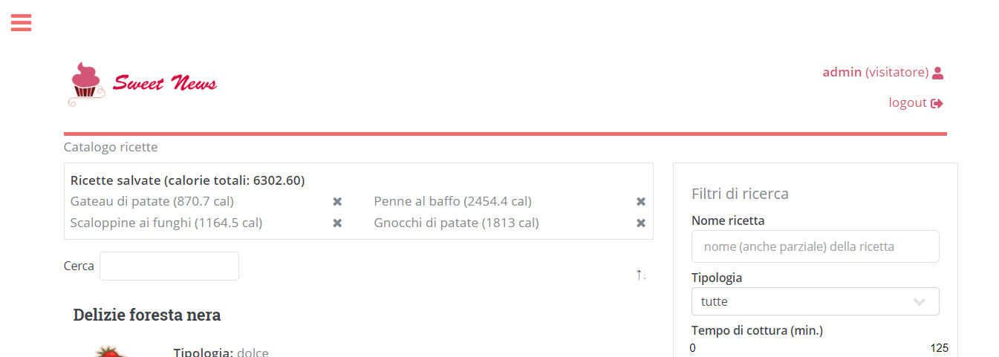 Sweet News
admin (visitatore)
logout
Catalogo ricette
Ricette salvate (calorie totali: 6302.60)
Gateau di patate (870.7 cal)
Penne al baffo (2454.4 cal)
Scaloppine ai funghi (1164.5 cal)
Gnocchi di patate (1813 cal)
Cerca
Delizie foresta nera
Tipologia: dolce
Filtri di ricerca
Nome ricetta
nome (anche parziale) della ricetta
Tipologia
tutte
Tempo di cottura (min.)
0 125